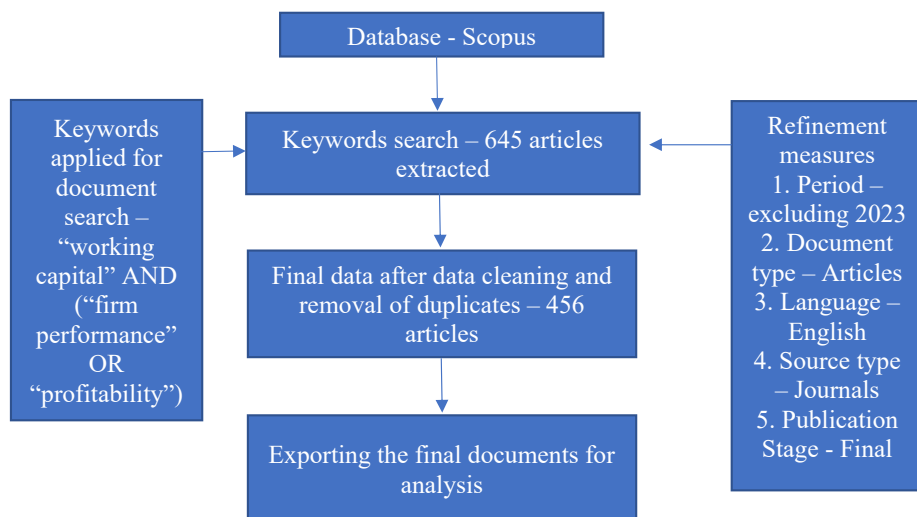 Database - Scopus
Keywords
applied for
document
search –
“working
capital” AND
(“firm
performance”
OR
“profitability”)
Keywords search – 645 articles
extracted
Refinement
measures
1. Period –
excluding 2023
2. Document
type – Articles
3. Language –
English
4. Source type
– Journals
5. Publication
Stage - Final
Final data after data cleaning and
removal of duplicates – 456
articles
Exporting the final documents for
analysis